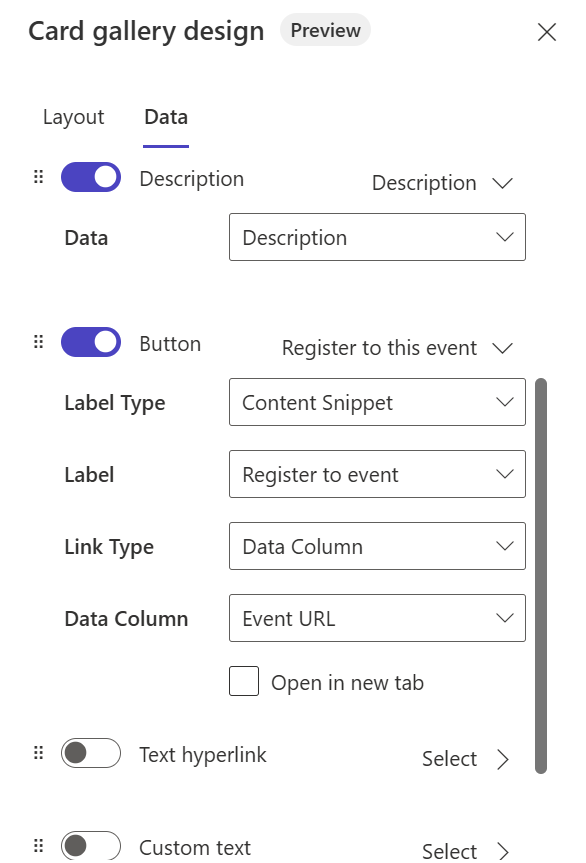 Card gallery design Preview
Layout Data
Description Description
Data Description
Button Register to this event
Label Type Content Snippet
Label Register to event
Link Type Data Column
Data Column Event URL
Open in new tab
Text hyperlink Select
Custom text Select